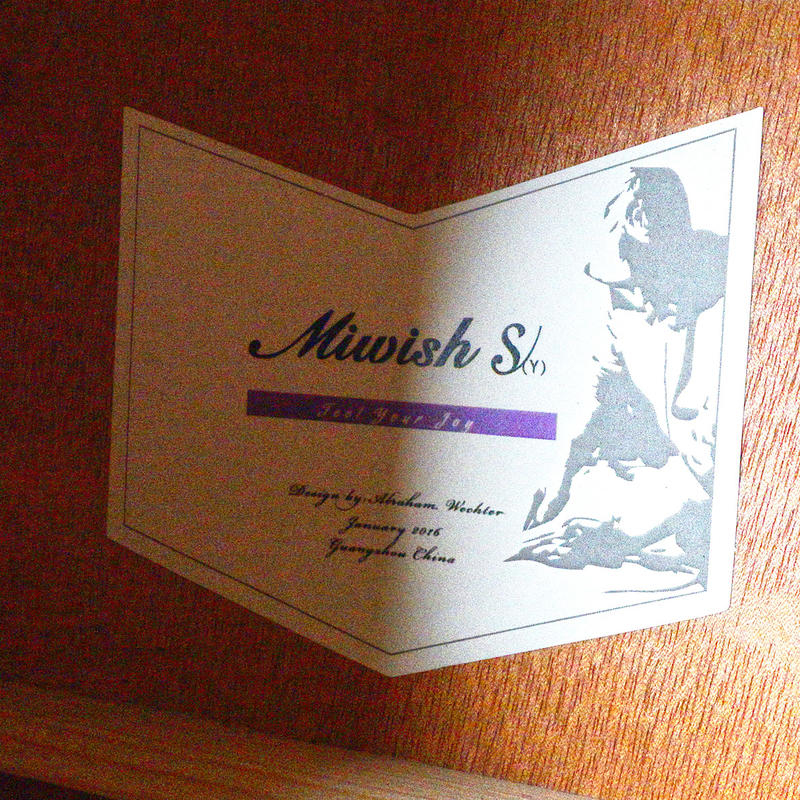 Miwish S(Y)
Feel Your Joy
Design by: Abraham Wechter
January 2016
Guangzhou China